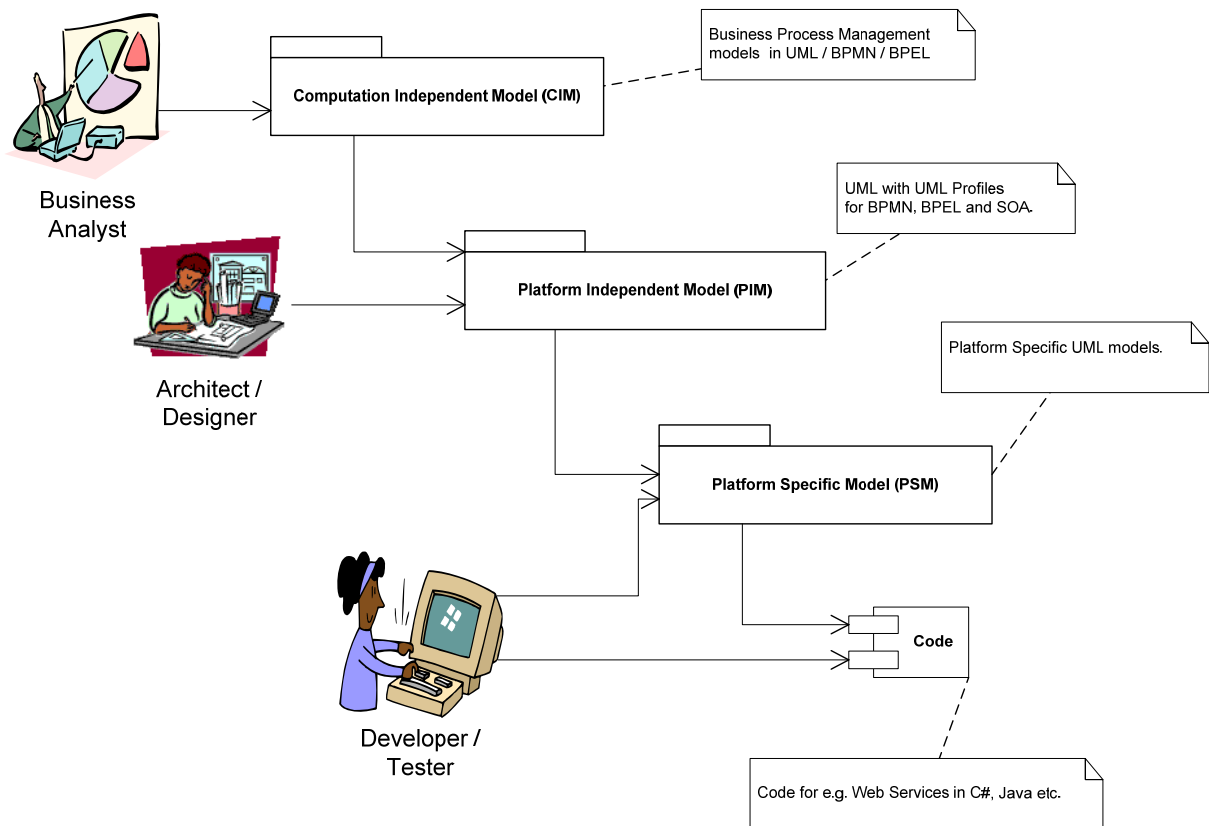 Business Process Management
models in UML / BPMN / BPEL
Computation Independent Model (CIM)
Business
Analyst
UML with UML Profiles
for BPMN, BPEL and SOA.
Platform Independent Model (PIM)
Architect /
Designer
Platform Specific UML models.
Platform Specific Model (PSM)
Code
Developer /
Tester
Code for e.g. Web Services in C#, Java etc.